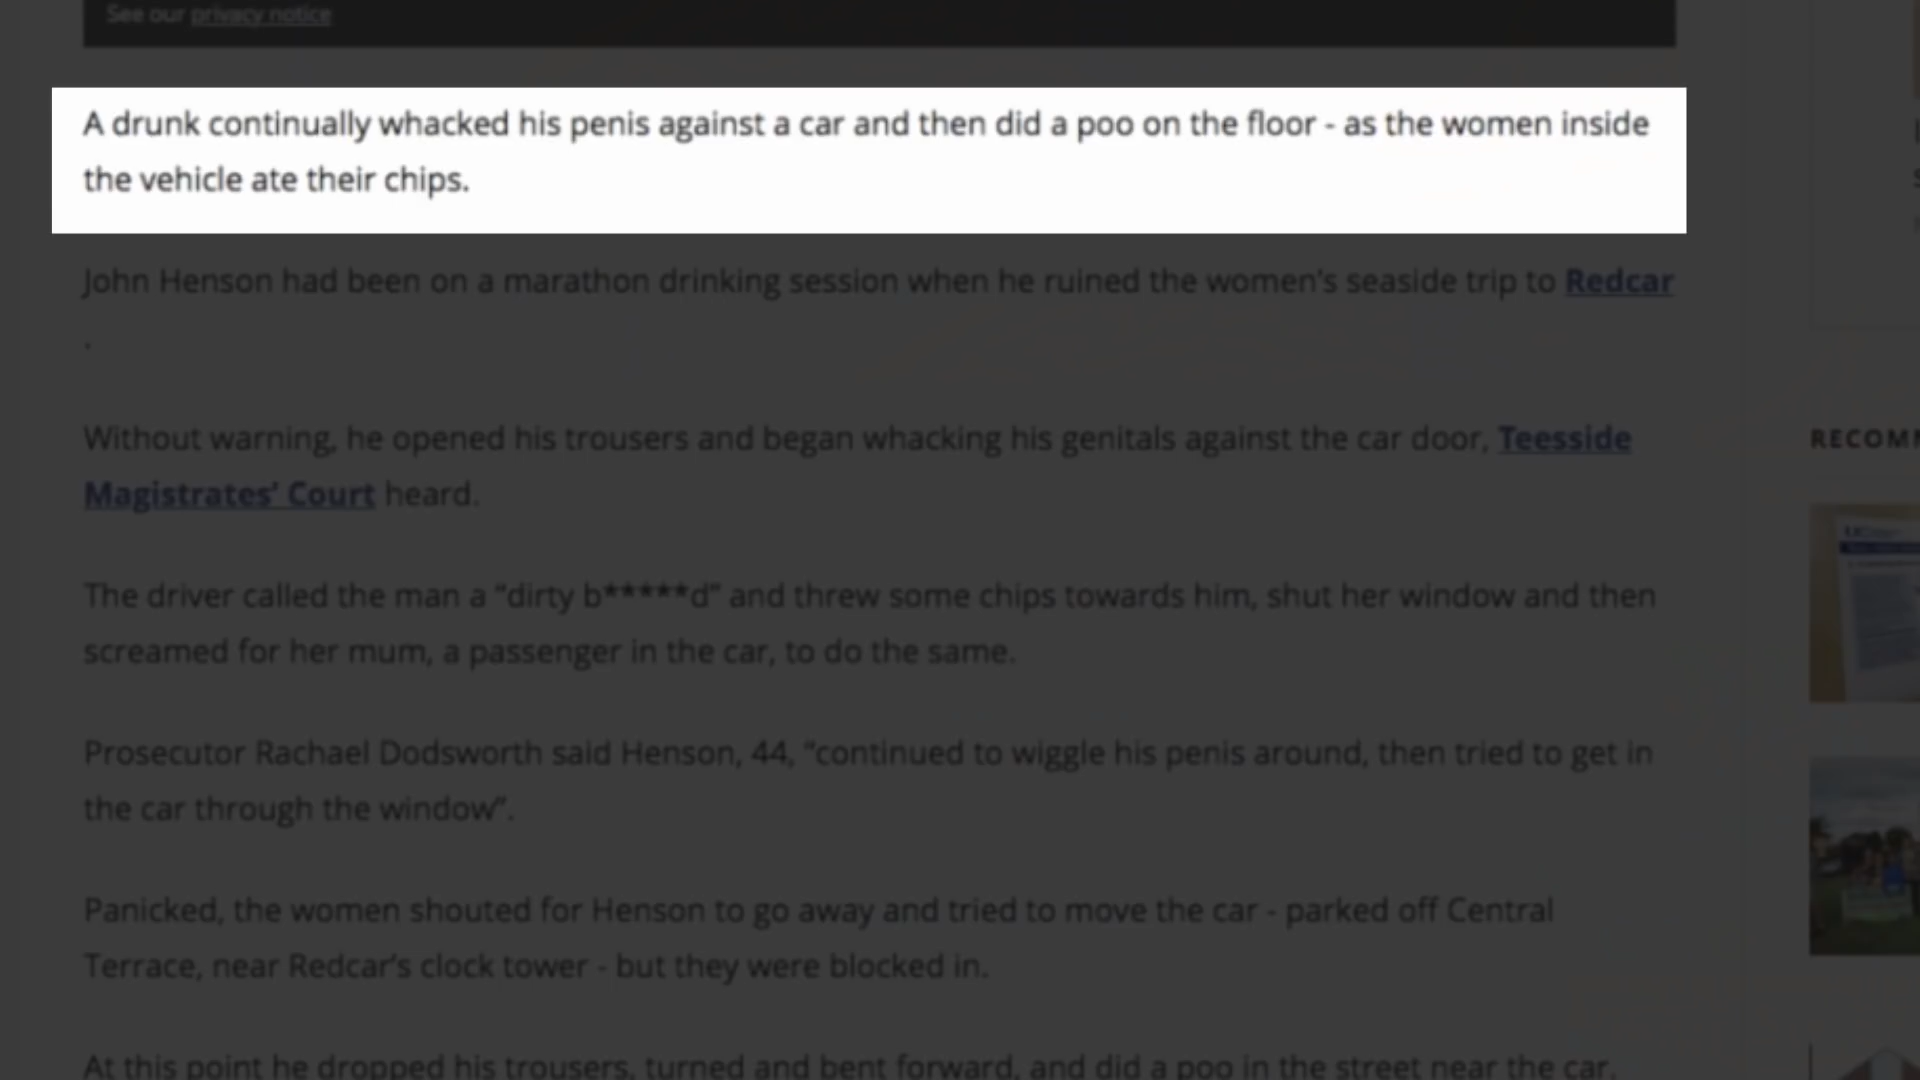 See our privacy notice
A drunk continually whacked his penis against a car and then did a poo on the floor - as the women inside
the vehicle ate their chips.
John Henson had been on a marathon drinking session when he ruined the women's seaside trip to Redcar
.
Without warning, he opened his trousers and began whacking his genitals against the car door, Teesside
Magistrates' Court heard.
The driver called the man a "dirty b*****d" and threw some chips towards him, shut her window and then
screamed for her mum, a passenger in the car, to do the same.
Prosecutor Rachael Dodsworth said Henson, 44, "continued to wiggle his penis around, then tried to get in
the car through the window".
Panicked, the women shouted for Henson to go away and tried to move the car - parked off Central
Terrace, near Redcar's clock tower - but they were blocked in.
At this point he dropped his trousers, turned and bent forward, and did a poo in the street near the car.